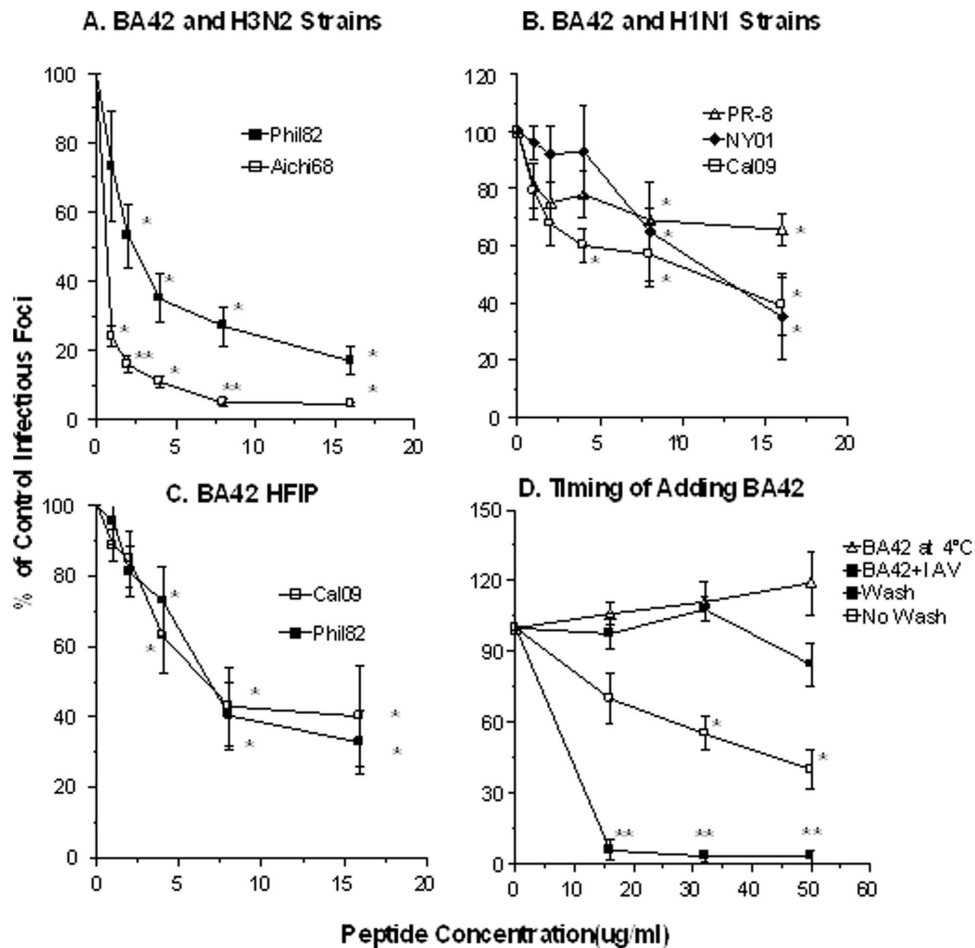 A. BA42 and H3N2 Strains
100
80
60
40
20
0
0 5 10 15 20
Phil82
Aichi68
*
*
*
*
*
**
*
**
*
B. BA42 and H1N1 Strains
120
100
80
60
40
20
0
0 5 10 15 20
PR-8
NY01
Cal09
*
*
*
*
*
*
*
% of Control Infectious Foci
C. BA42 HFIP
100
80
60
40
20
0
0 5 10 15 20
Cal09
Phil82
*
*
*
*
*
*
D. Timing of Adding BA42
150
120
90
60
30
0
0 10 20 30 40 50 60
BA42 at 4°C
BA42+IAV
Wash
No Wash
*
*
**
**
**
Peptide Concentration(ug/ml)